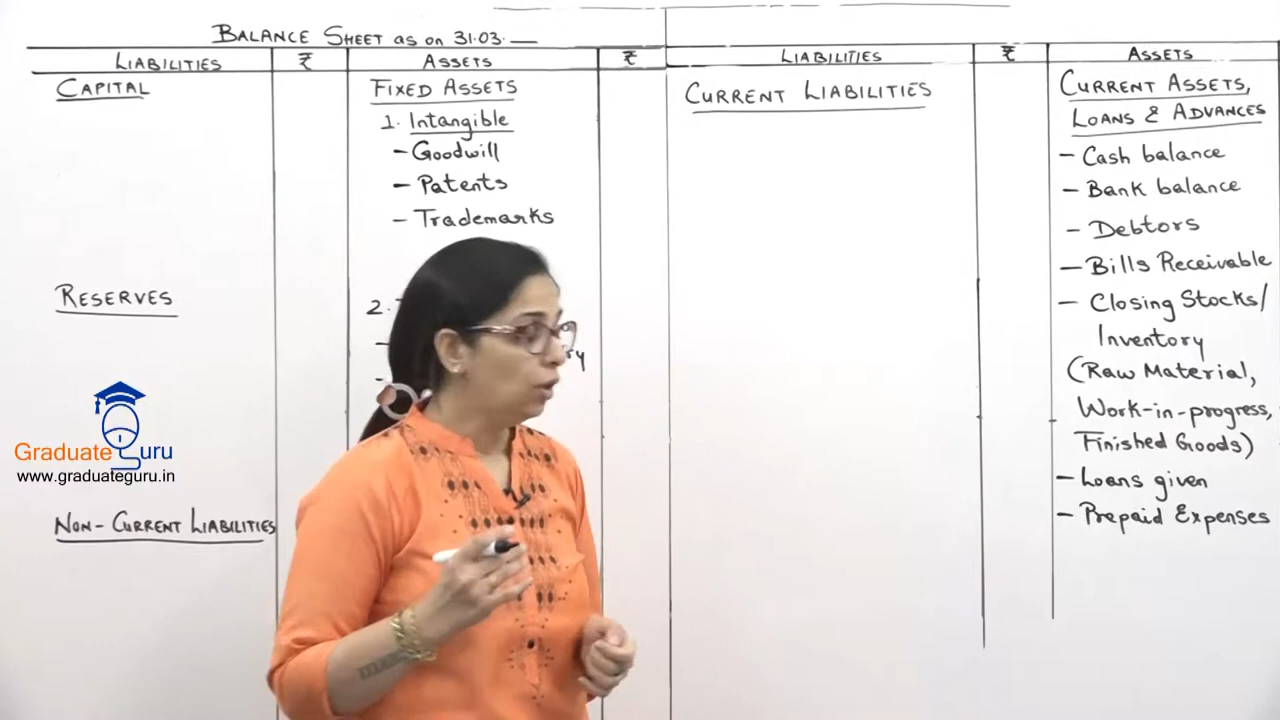 BALANCE SHEET as on 31.03.
LIABILITIES ₹ ASSETS ₹
CAPITAL
FIXED ASSETS
1. Intangible
- Goodwill
- Patents
- Trademarks
RESERVES
2.
-
-
NON-CURRENT LIABILITIES
LIABILITIES ₹ ASSETS
CURRENT LIABILITIES
CURRENT ASSETS,
LOANS & ADVANCES
- Cash balance
- Bank balance
- Debtors
- Bills Receivable
- Closing Stocks/
Inventory
(Raw Material,
Work-in-progress,
Finished Goods)
- Loans given
- Prepaid Expenses
Graduate Guru
www.graduateguru.in